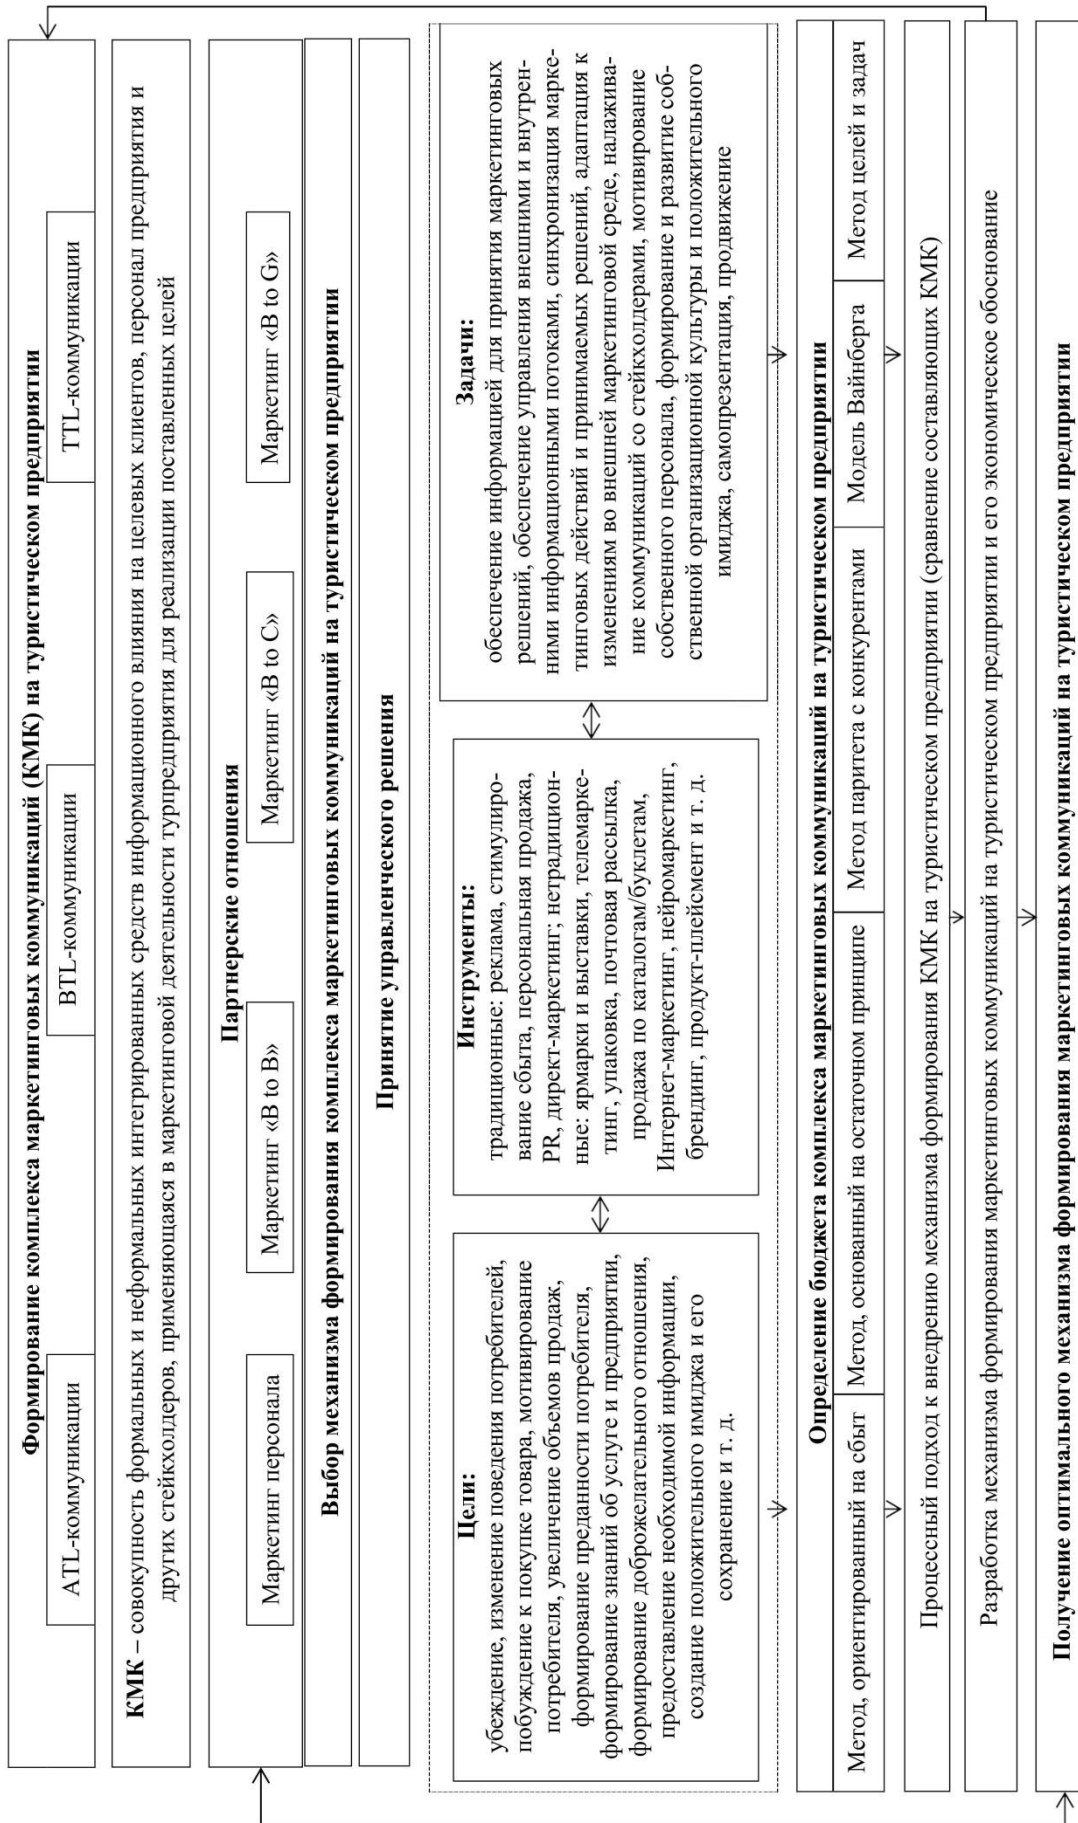 Формирование комплекса маркетинговых коммуникаций (КМК) на туристическом предприятии
ATL-коммуникации
BTL-коммуникации
TTL-коммуникации
КМК – совокупность формальных и неформальных интегрированных средств информационного влияния на целевых клиентов, персонал предприятия и
других стейкхолдеров, применяющаяся в маркетинговой деятельности турпредприятия для реализации поставленных целей
Партнерские отношения
Маркетинг персонала
Маркетинг «B to B»
Маркетинг «B to C»
Маркетинг «B to G»
Выбор механизма формирования комплекса маркетинговых коммуникаций на туристическом предприятии
Принятие управленческого решения
Цели:
убеждение, изменение поведения потребителей,
побуждение к покупке товара, мотивирование
потребителя, увеличение объемов продаж,
формирование преданности потребителя,
формирование знаний об услуге и предприятии,
формирование доброжелательного отношения,
предоставление необходимой информации,
создание положительного имиджа и его
сохранение и т. д.
Инструменты:
традиционные: реклама, стимулиро-
вание сбыта, персональная продажа,
PR, директ-маркетинг; нетрадицион-
ные: ярмарки и выставки, телемарке-
тинг, упаковка, почтовая рассылка,
продажа по каталогам/буклетам,
Интернет-маркетинг, нейромаркетинг,
брендинг, продукт-плейсмент и т. д.
Задачи:
обеспечение информацией для принятия маркетинговых
решений, обеспечение управления внешними и внутрен-
ними информационными потоками, синхронизация марке-
тинговых действий и принимаемых решений, адаптация к
изменениям во внешней маркетинговой среде, налажива-
ние коммуникаций со стейкхолдерами, мотивирование
собственного персонала, формирование и развитие соб-
ственной организационной культуры и положительного
имиджа, самопрезентация, продвижение
Определение бюджета комплекса маркетинговых коммуникаций на туристическом предприятии
Метод, ориентированный на сбыт
Метод, основанный на остаточном принципе
Метод паритета с конкурентами
Модель Вайнберга
Метод целей и задач
Процессный подход к внедрению механизма формирования КМК на туристическом предприятии (сравнение составляющих КМК)
Разработка механизма формирования маркетинговых коммуникаций на туристическом предприятии и его экономическое обоснование
Получение оптимального механизма формирования маркетинговых коммуникаций на туристическом предприятии